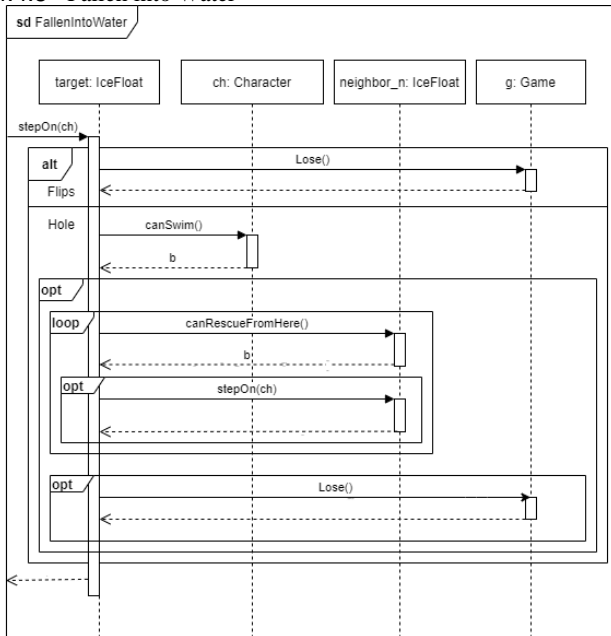 sd FallenIntoWater
target: IceFloat
ch: Character
neighbor_n: IceFloat
g: Game
stepOn(ch)
alt
Lose()
Flips
Hole
canSwim()
b
opt
loop
canRescueFromHere()
b
opt
stepOn(ch)
opt
Lose()